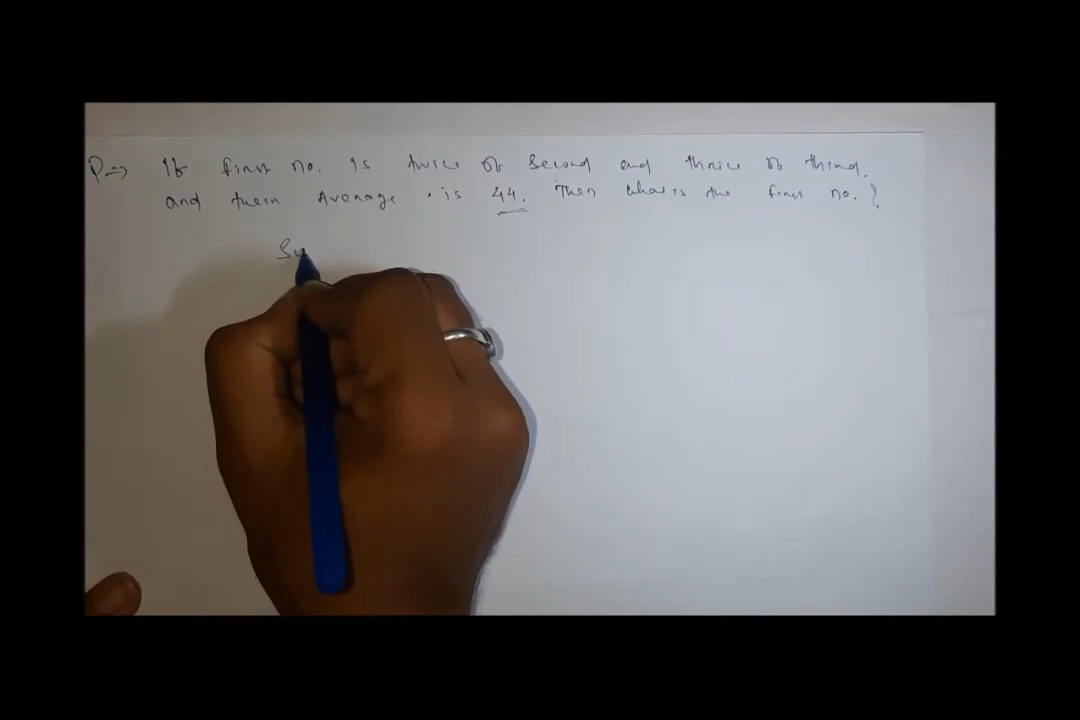 Q⇒ If first no. is twice of second and thrice of third.
and their Average is 44. Then what is the first no.?
Su